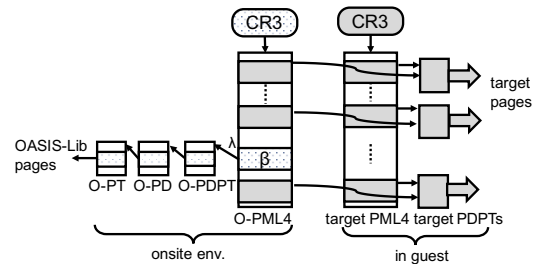 CR3 CR3
target
pages
OASIS-Lib
pages
λ
β
O-PT O-PD O-PDPT
O-PML4 target PML4 target PDPTs
onsite env. in guest